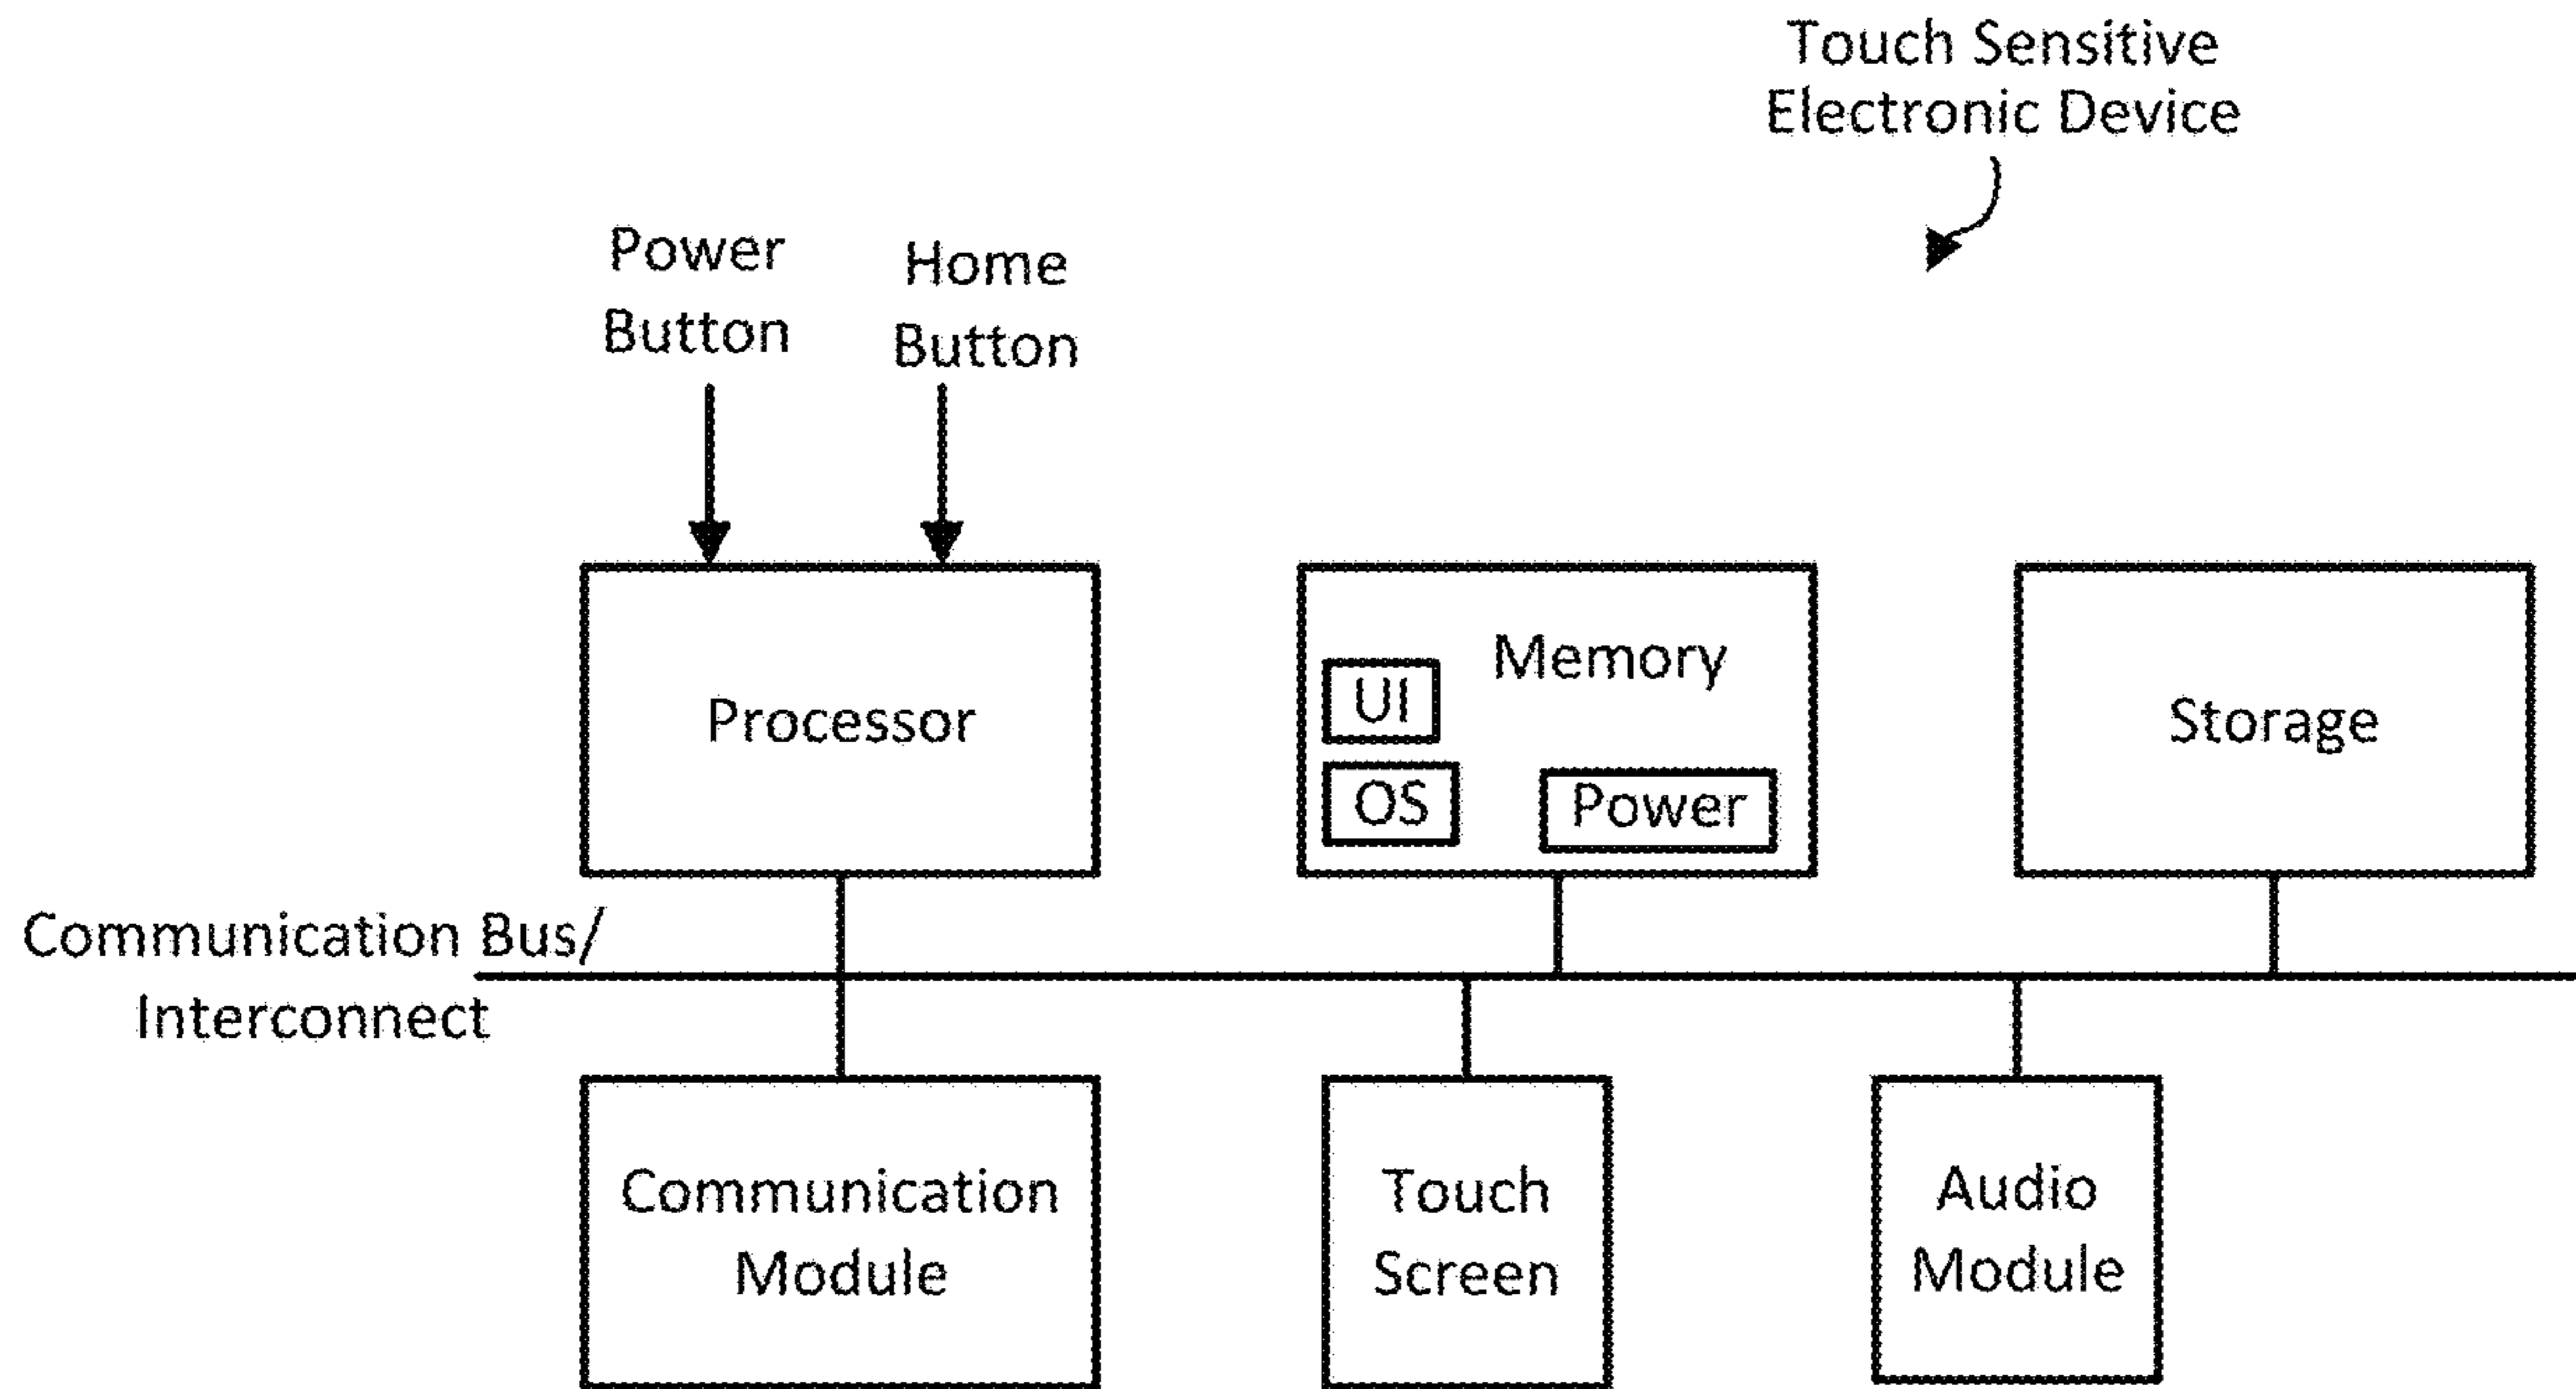 Touch Sensitive
Electronic Device
Power
Button
Home
Button
Processor
Memory
UI
OS
Power
Storage
Communication Bus/
Interconnect
Communication
Module
Touch
Screen
Audio
Module